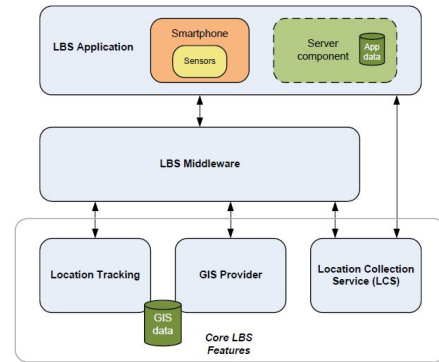 LBS Application
Smartphone
Sensors
Server
component
App
data
LBS Middleware
Location Tracking
GIS Provider
Location Collection
Service (LCS)
GIS
data
Core LBS
Features